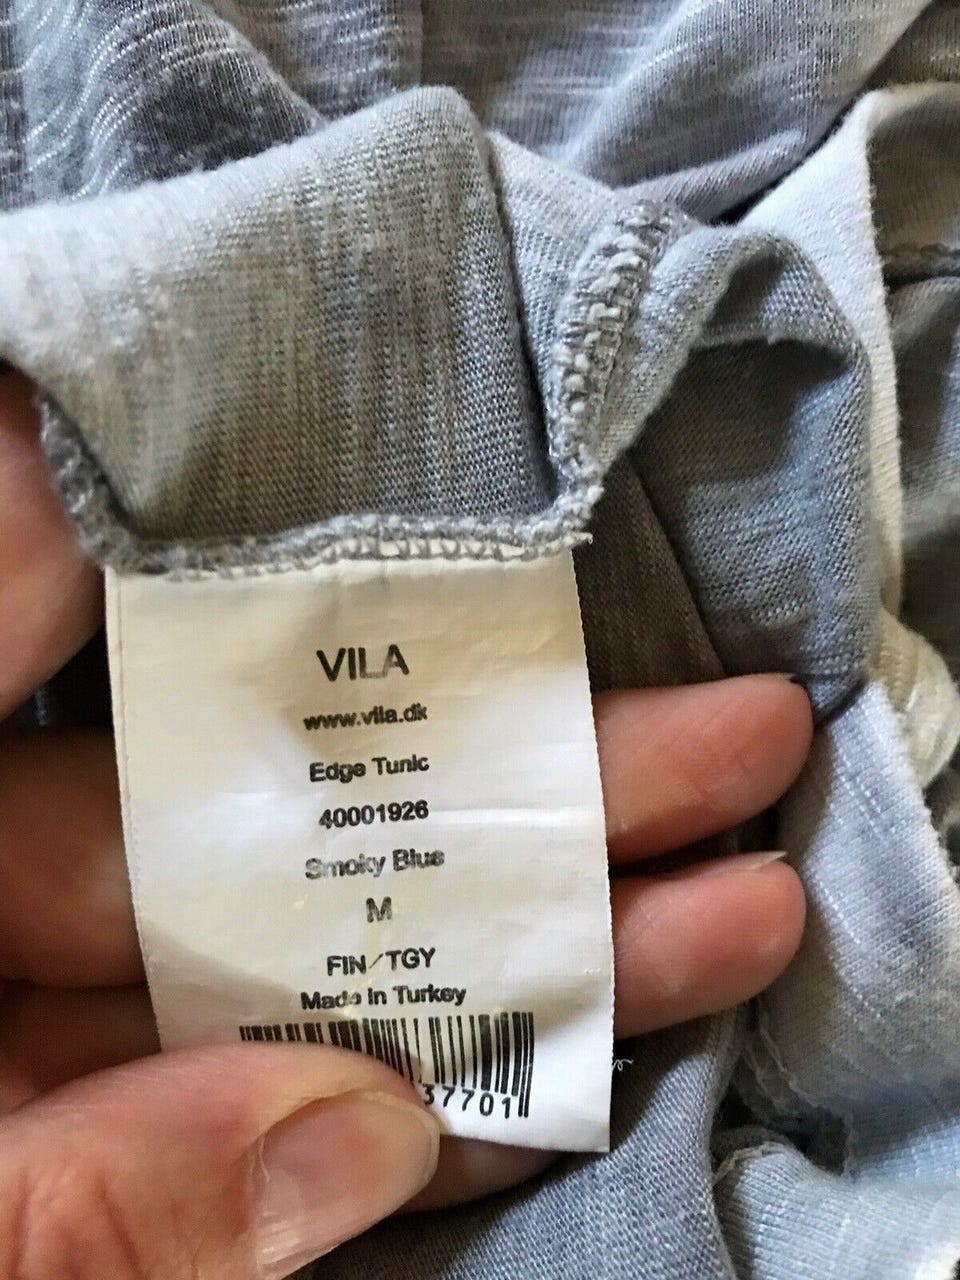 VILA
www.vila.dk
Edge Tunic
40001926
Smoky Blue
M
FIN/TGY
Made in Turkey
37701